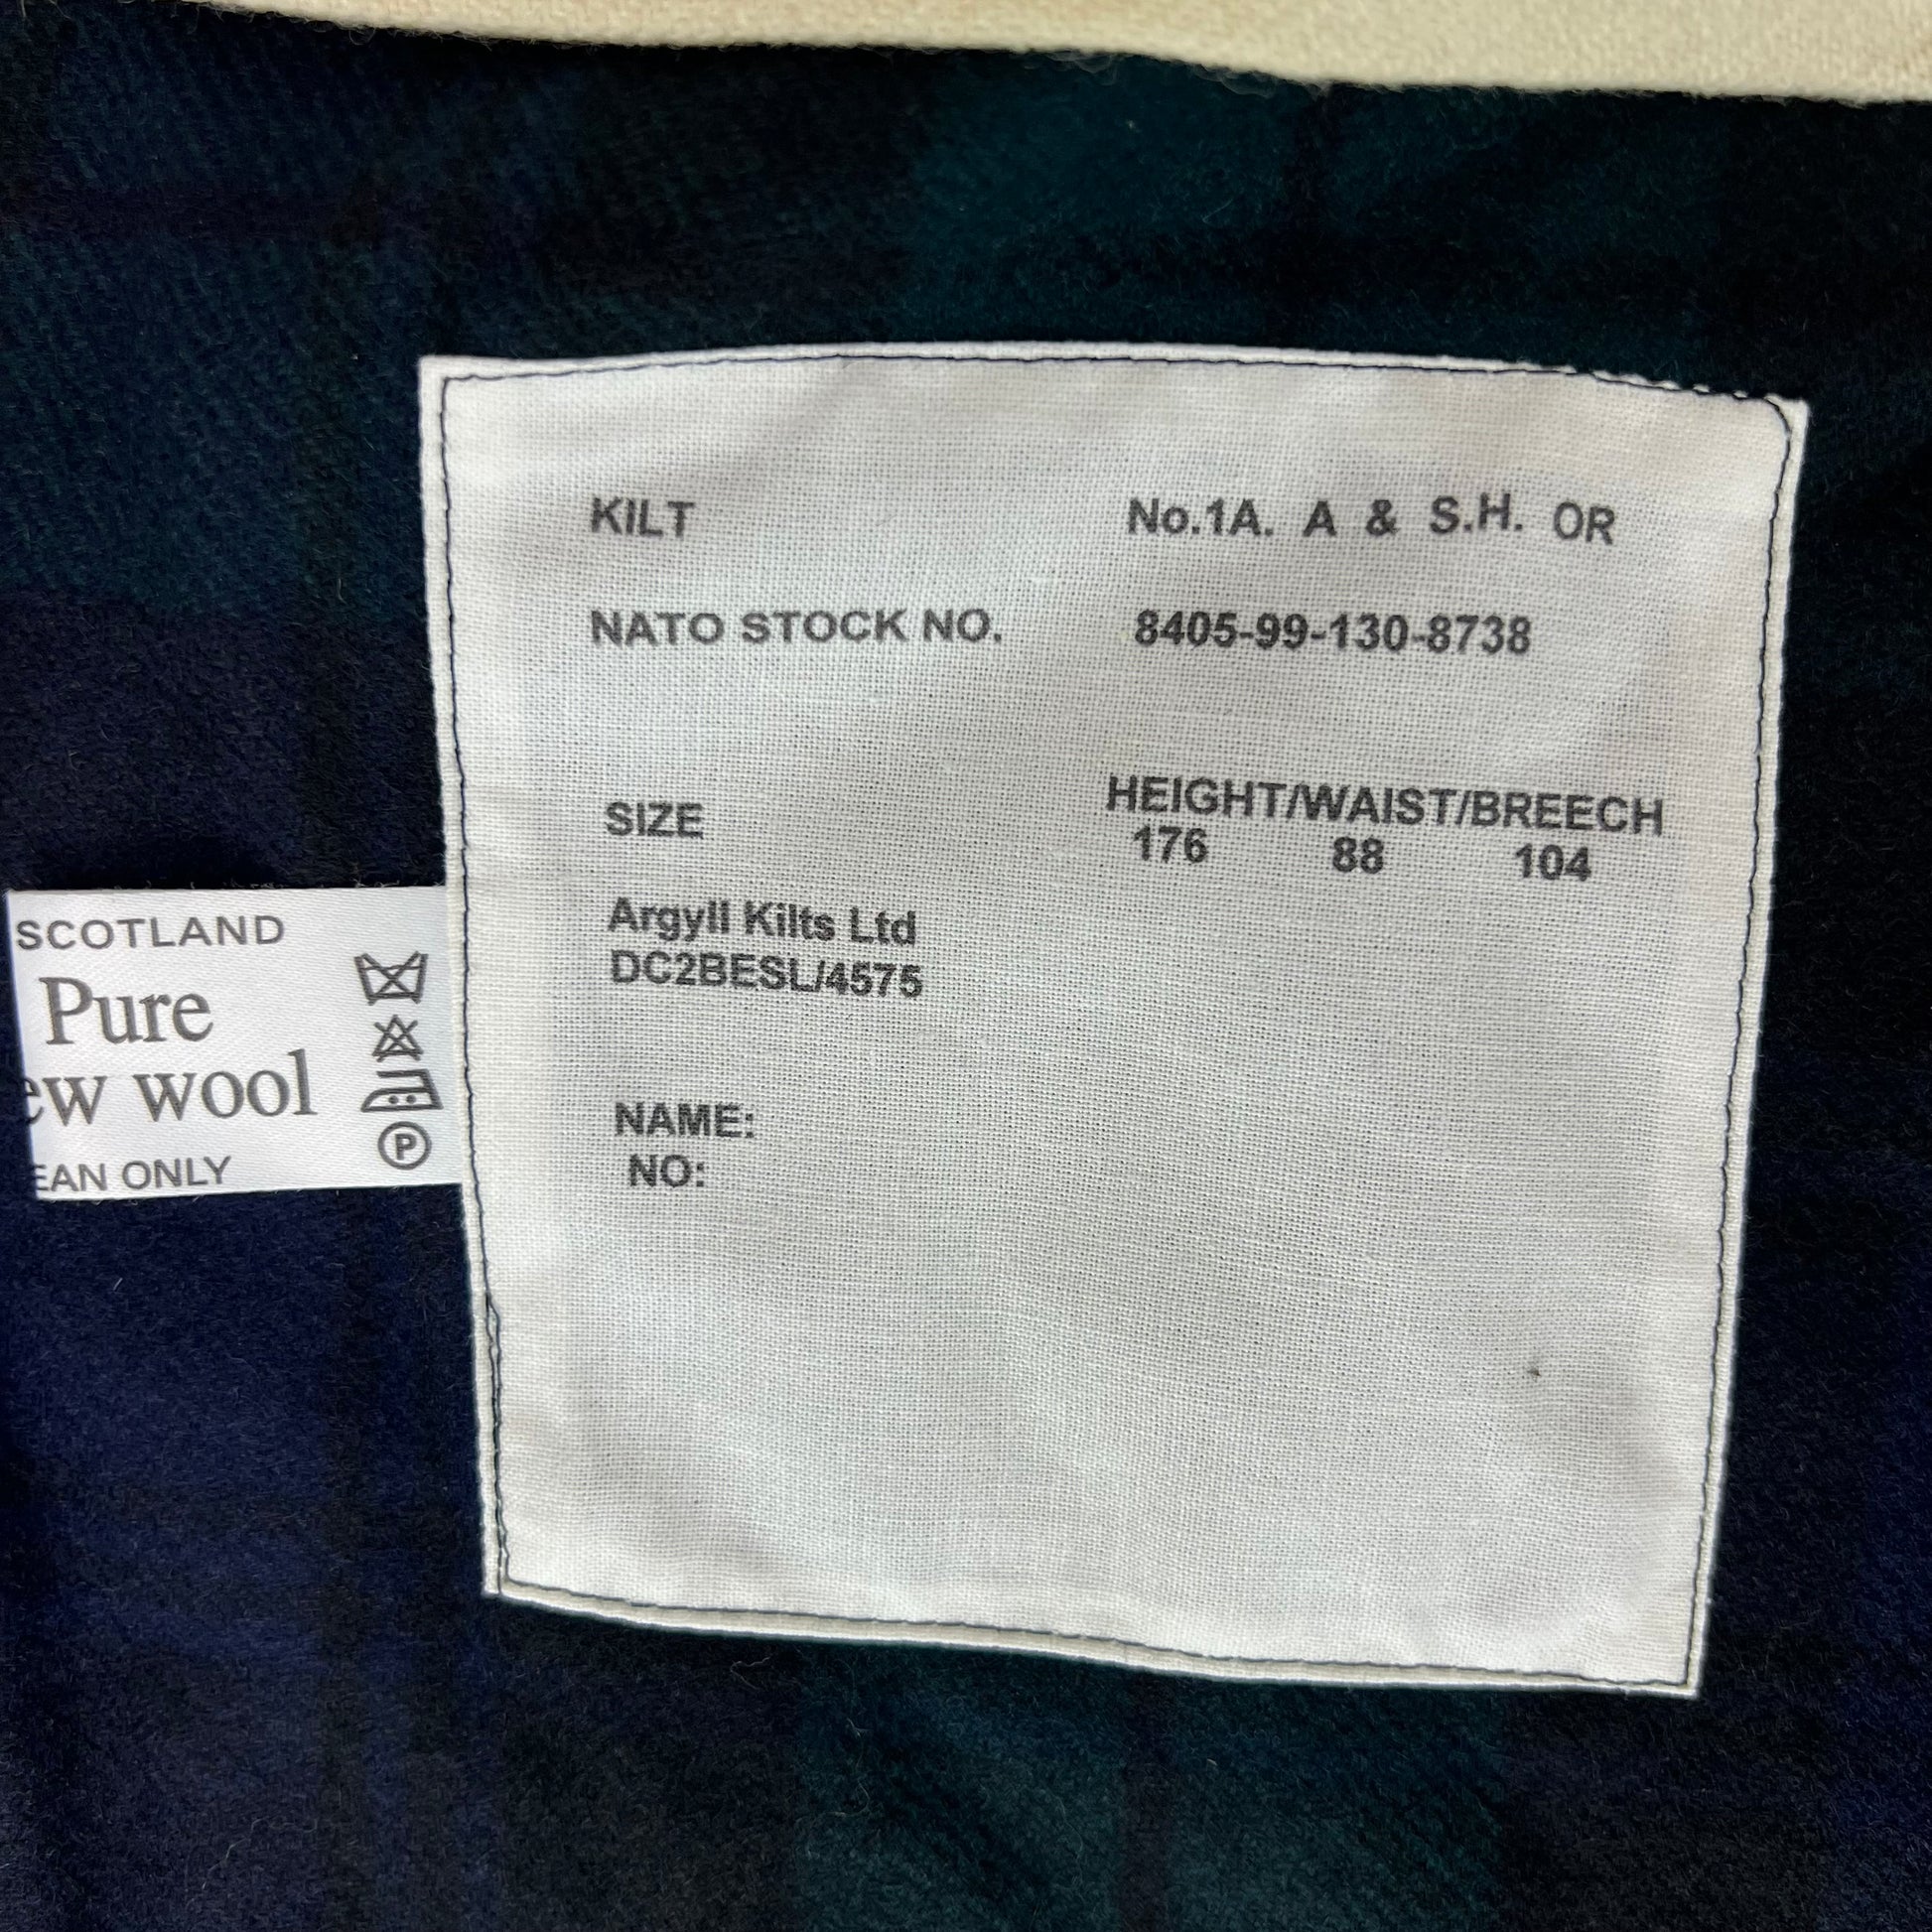 KILT No.1A. A & S.H. OR
NATO STOCK NO. 8405-99-130-8738
SIZE HEIGHT/WAIST/BREECH
176 88 104
Argyll Kilts Ltd
DC2BESL/4575
NAME:
NO:
SCOTLAND
Pure
ew wool
EAN ONLY
P